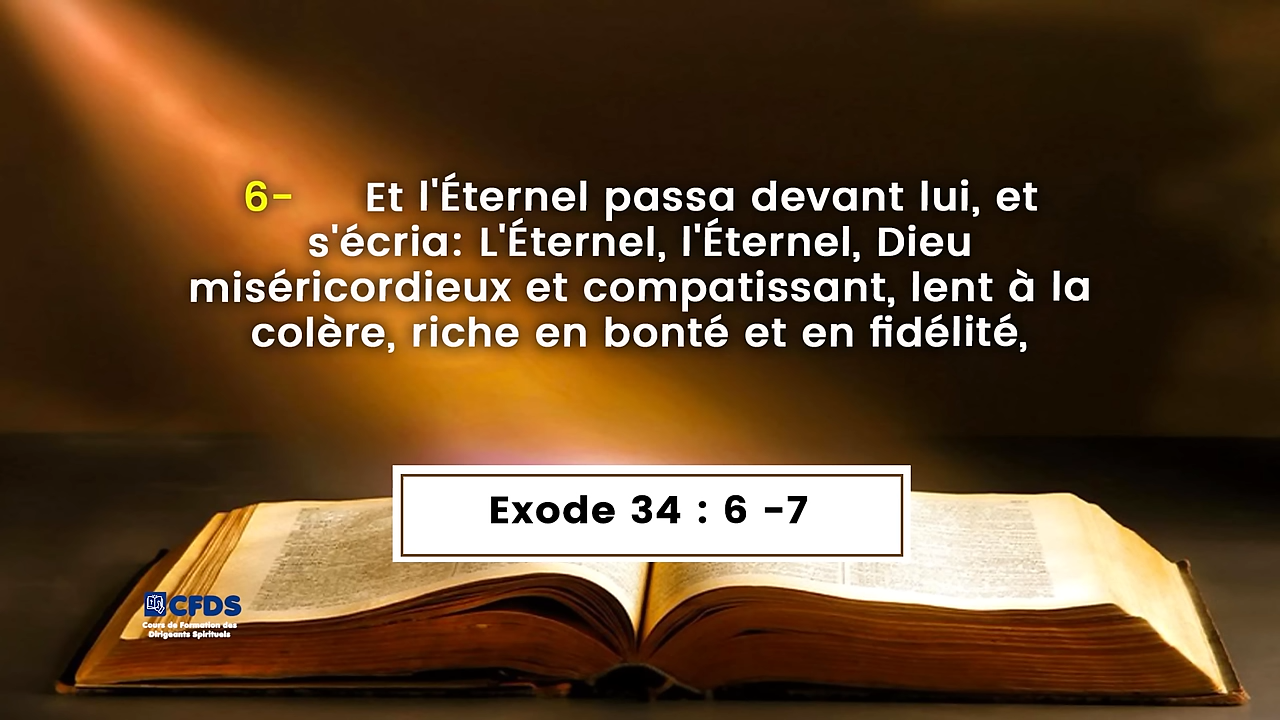 6- Et l'Éternel passa devant lui, et
s'écria: L'Éternel, l'Éternel, Dieu
miséricordieux et compatissant, lent à la
colère, riche en bonté et en fidélité,
Exode 34 : 6 -7
CFDS
Cours de Formation des
Dirigeants Spirituels